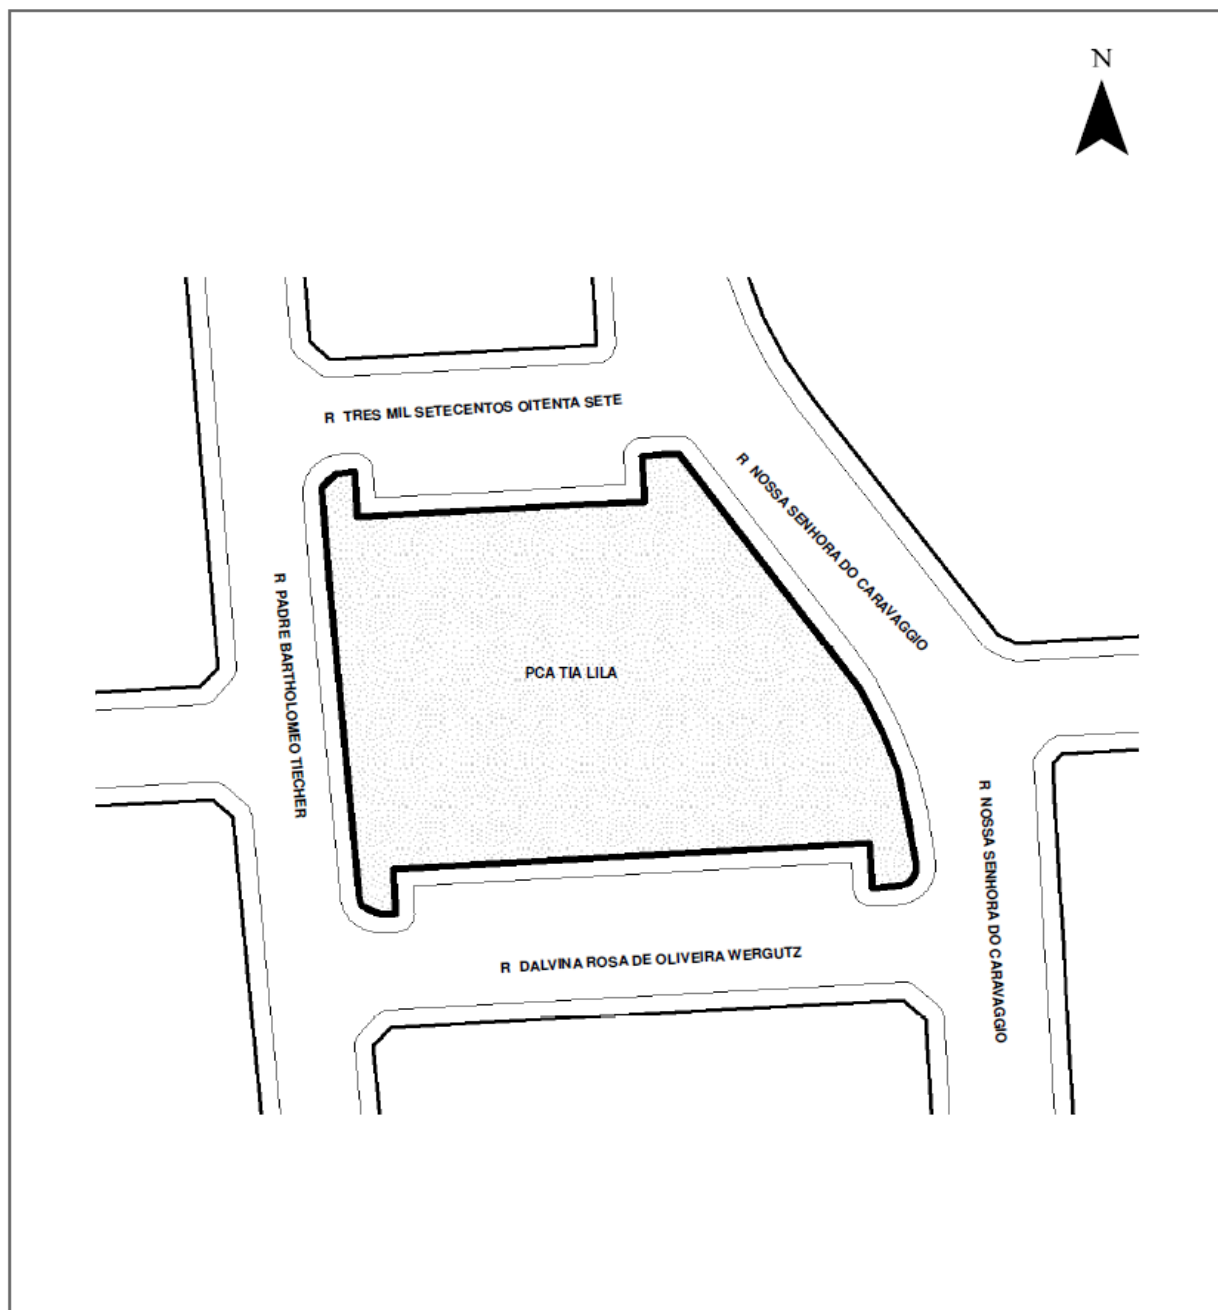 N
R TRES MIL SETECENTOS OITENTA SETE
R NOSSA SENHORA DO CARAVAGGIO
R PADRE BARTHOLOMEO TIECHER
PCA TIA LILA
R NOSSA SENHORA DO CARAVAGGIO
R DALVINA ROSA DE OLIVEIRA WERGUTZ